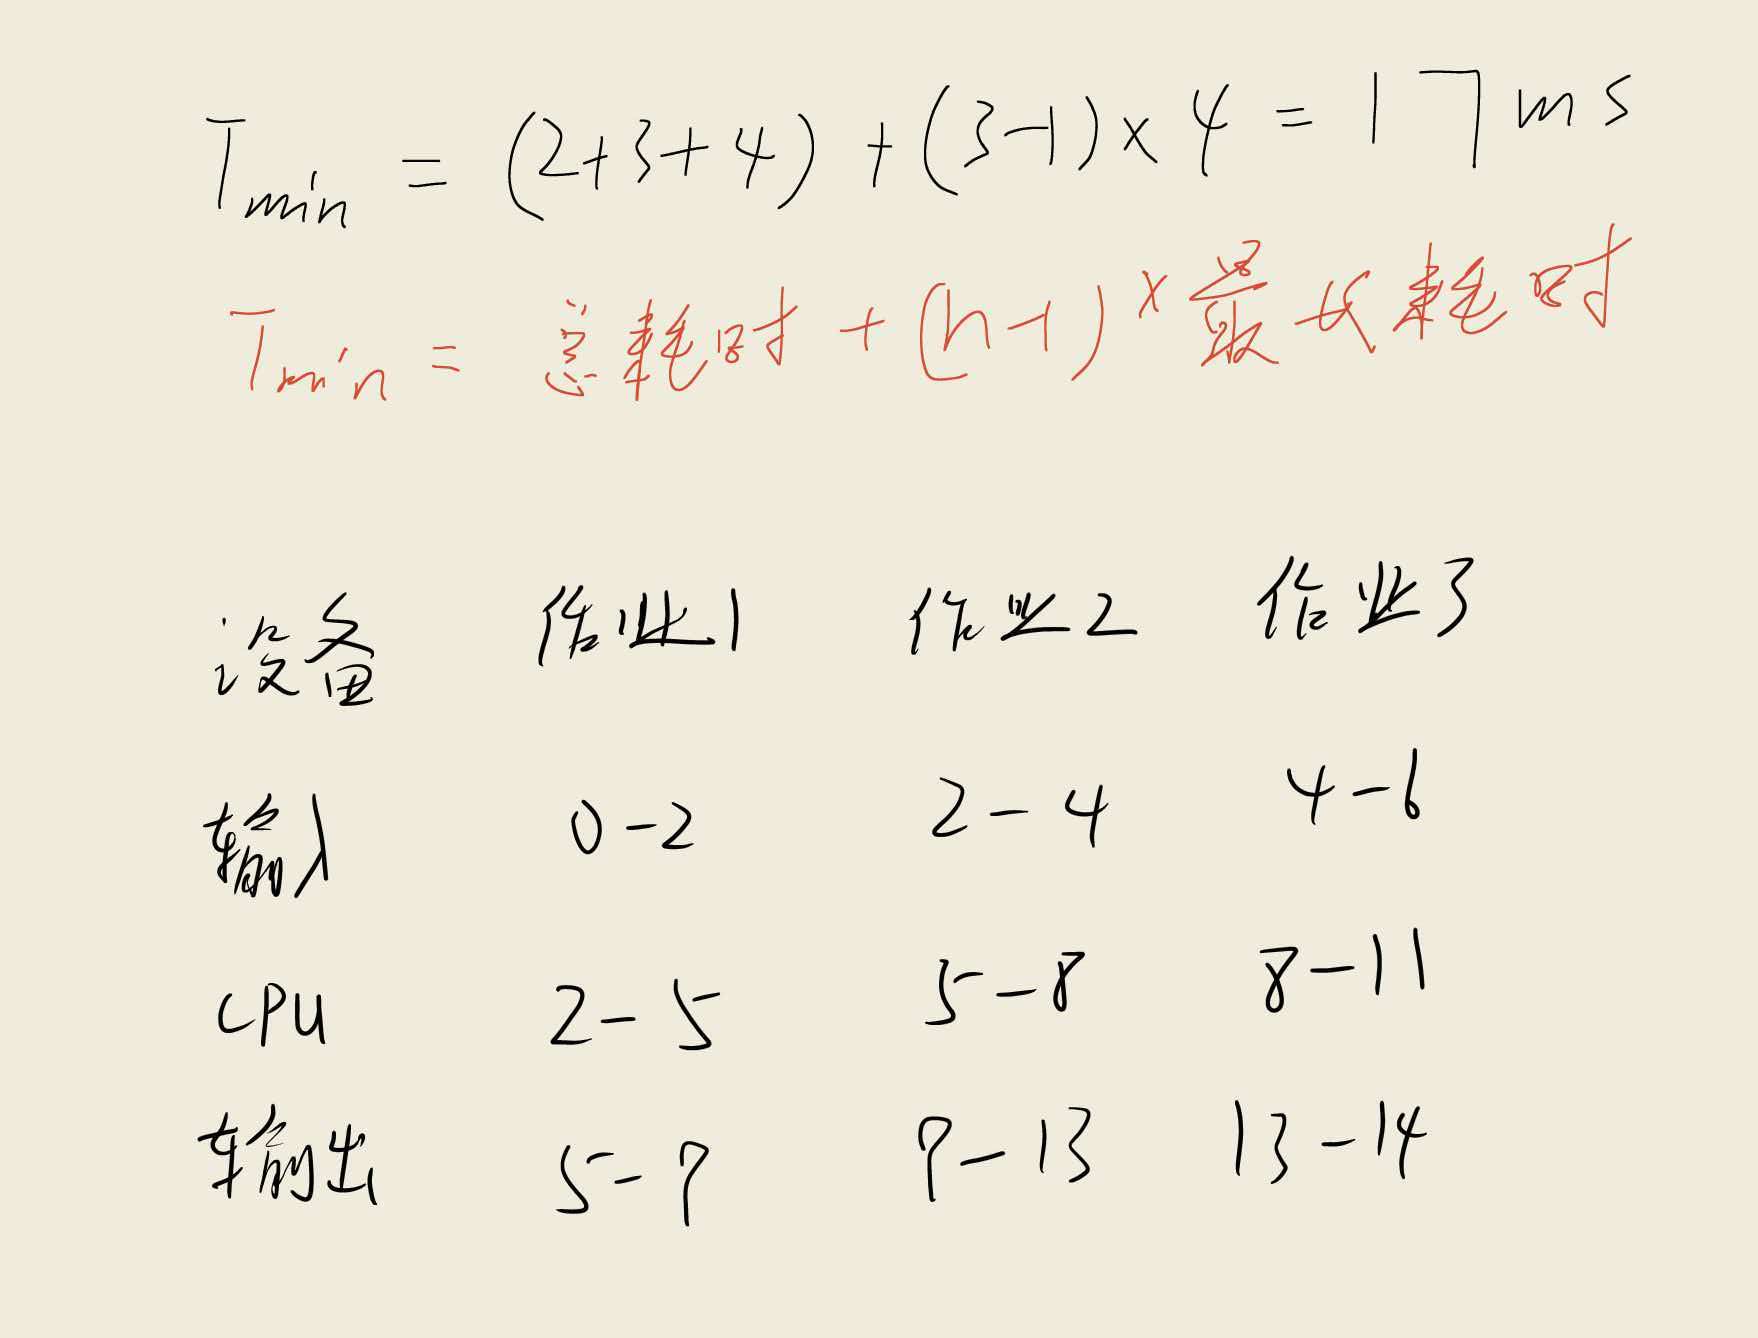 Tmin = (2+3+4) + (3-1)×4 = 17ms
Tmin = 总耗时 + (n-1)×最长耗时
设备 作业1 作业2 作业3
输入 0-2 2-4 4-6
CPU 2-5 5-8 8-11
输出 5-9 9-13 13-14